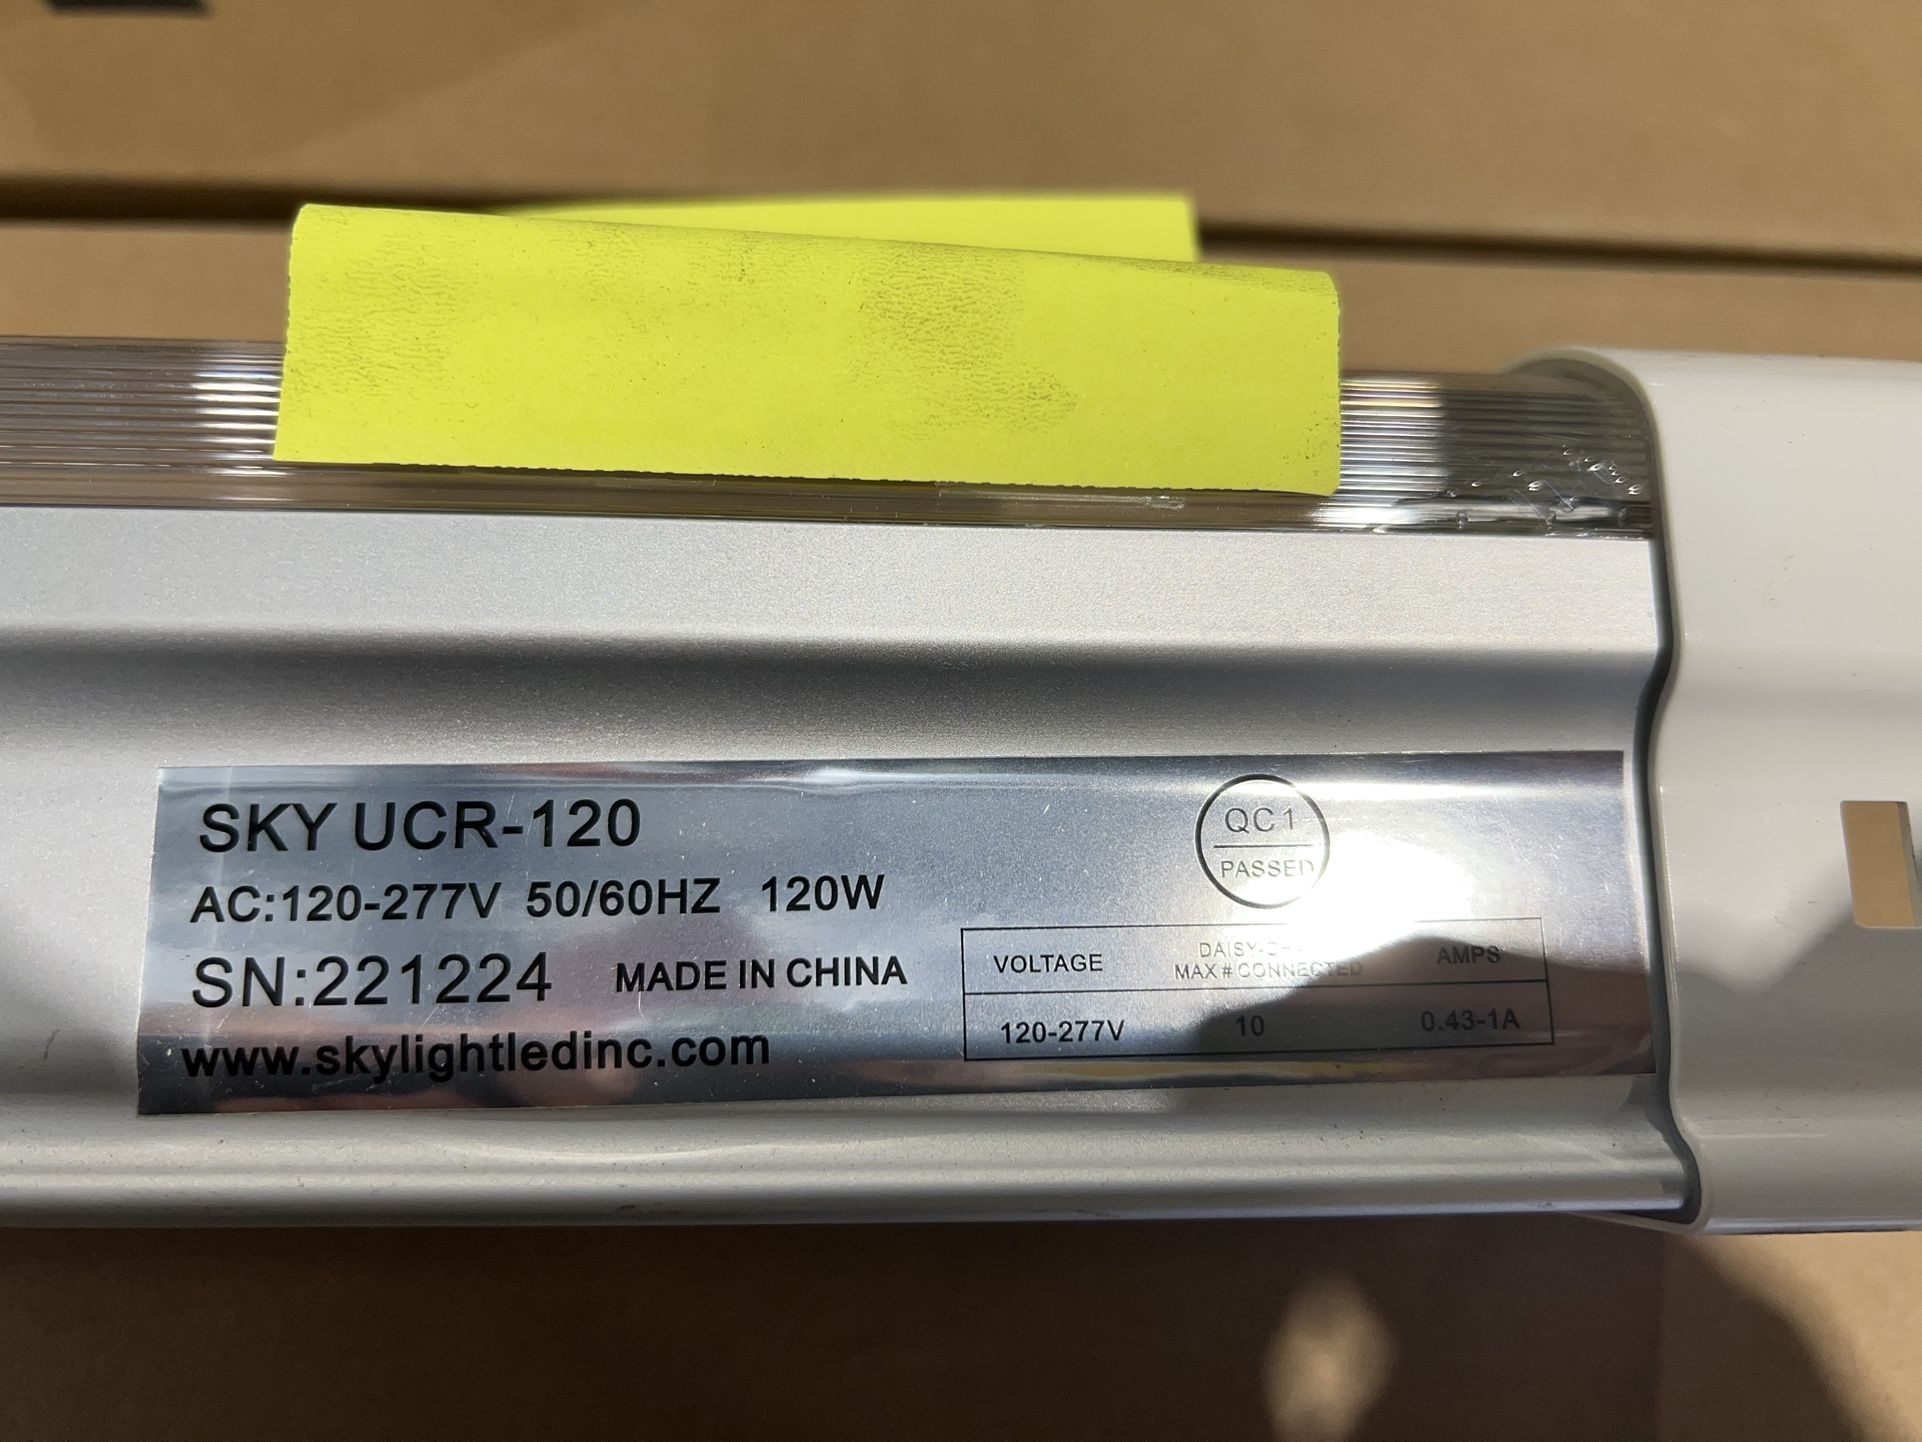 SKY UCR-120
AC:120-277V 50/60HZ 120W
SN:221224 MADE IN CHINA
www.skylightledinc.com
QC1
PASSED
VOLTAGE
MAX # CONNECTED
AMPS
120-277V
10
0.43-1A